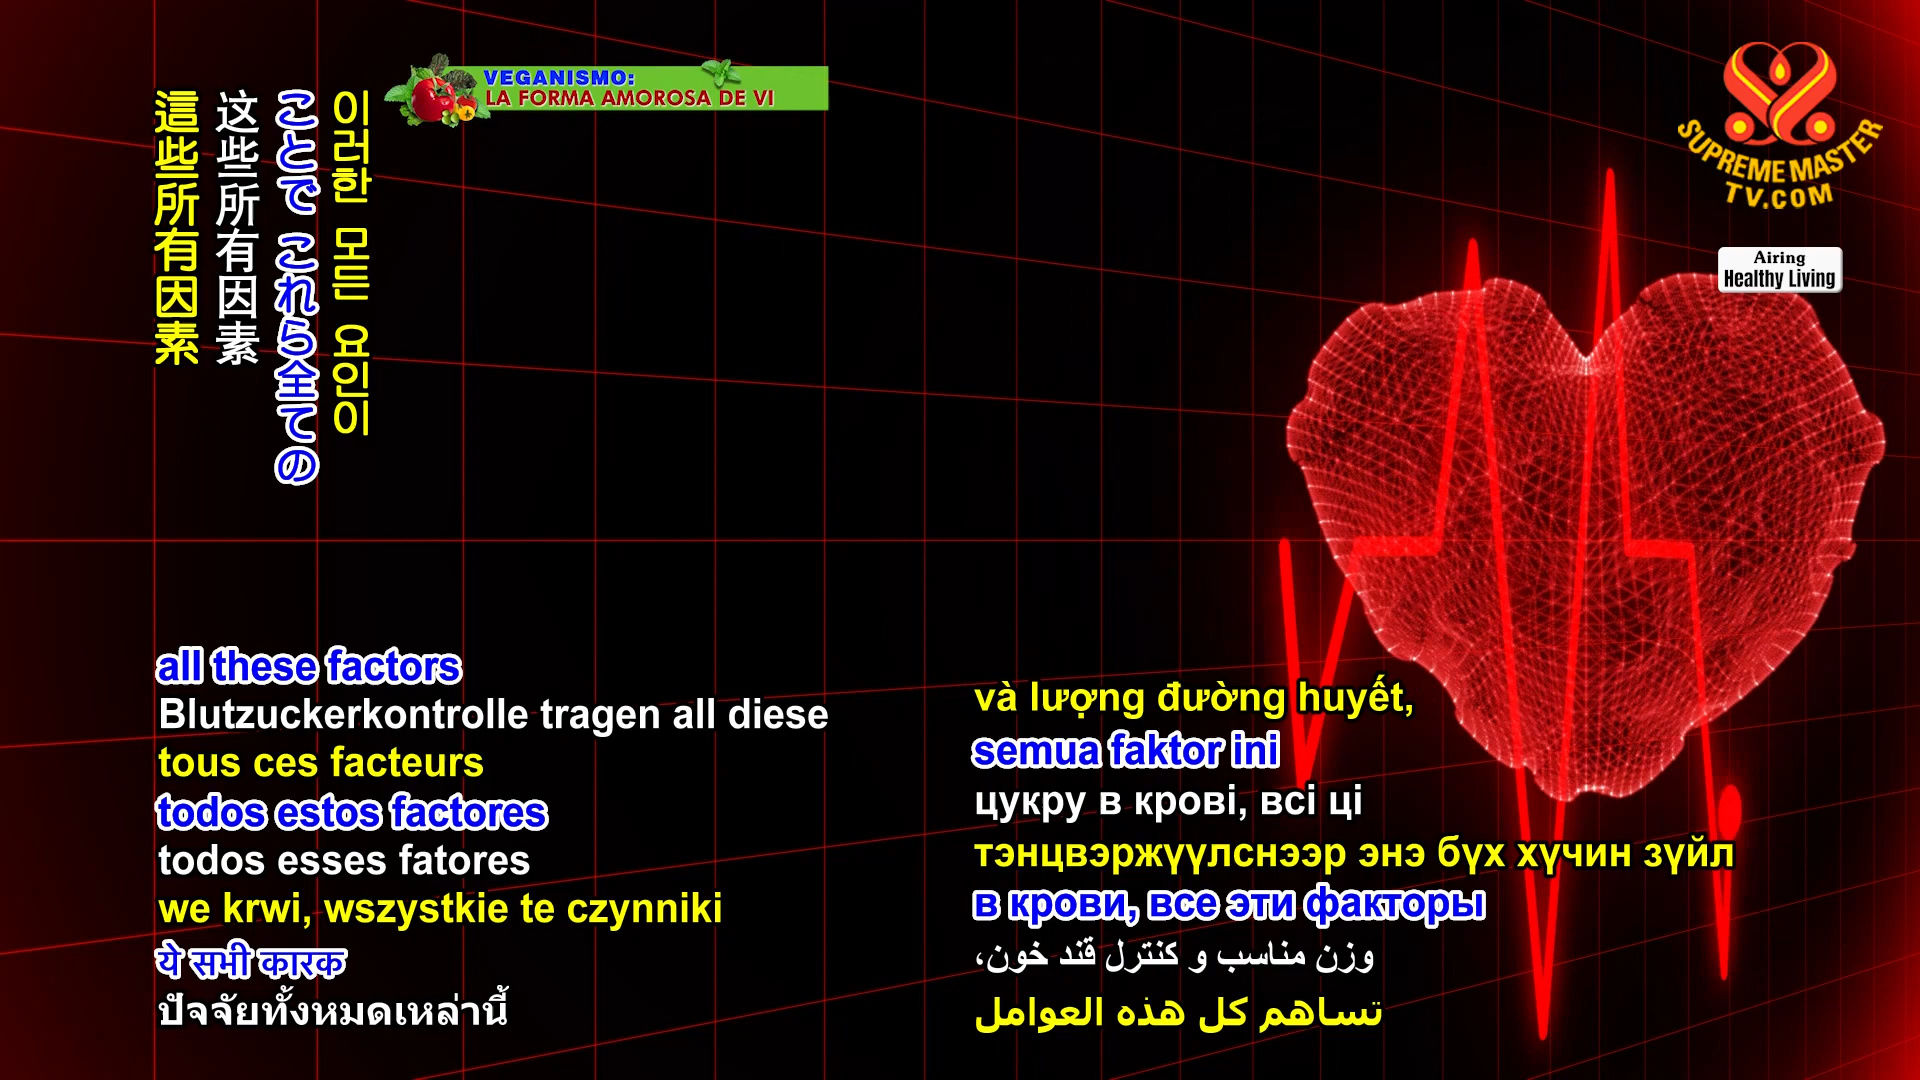 VEGANISMO:
LA FORMA AMOROSA DE VI
SUPREME MASTER
TV.COM
Airing
Healthy Living
이러한 모든 요인이
ことで これら全ての
这些所有因素
這些所有因素
all these factors
Blutzuckerkontrolle tragen all diese
tous ces facteurs
todos estos factores
todos esses fatores
we krwi, wszystkie te czynniki
ये सभी कारक
ปัจจัยทั้งหมดเหล่านี้
và lượng đường huyết,
semua faktor ini
цукру в крові, всі ці
тэнцвэржүүлснээр энэ бүх хүчин зүйл
в крови, все эти факторы
وزن مناسب و کنترل قند خون،
تساهم كل هذه العوامل